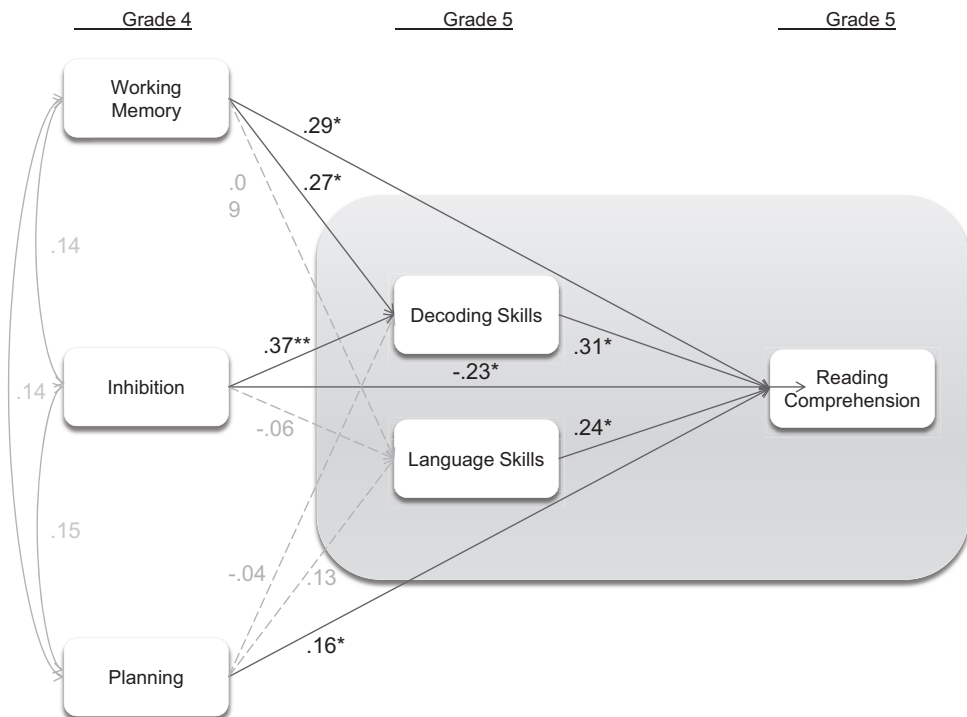 Grade 4
Grade 5
Grade 5
Working
Memory
.29*
.27*
.0
9
.14
Decoding Skills
.37**
.31*
-.23*
Reading
Comprehension
Inhibition
.14
-.06
.24*
Language Skills
.15
-.04
.13
.16*
Planning